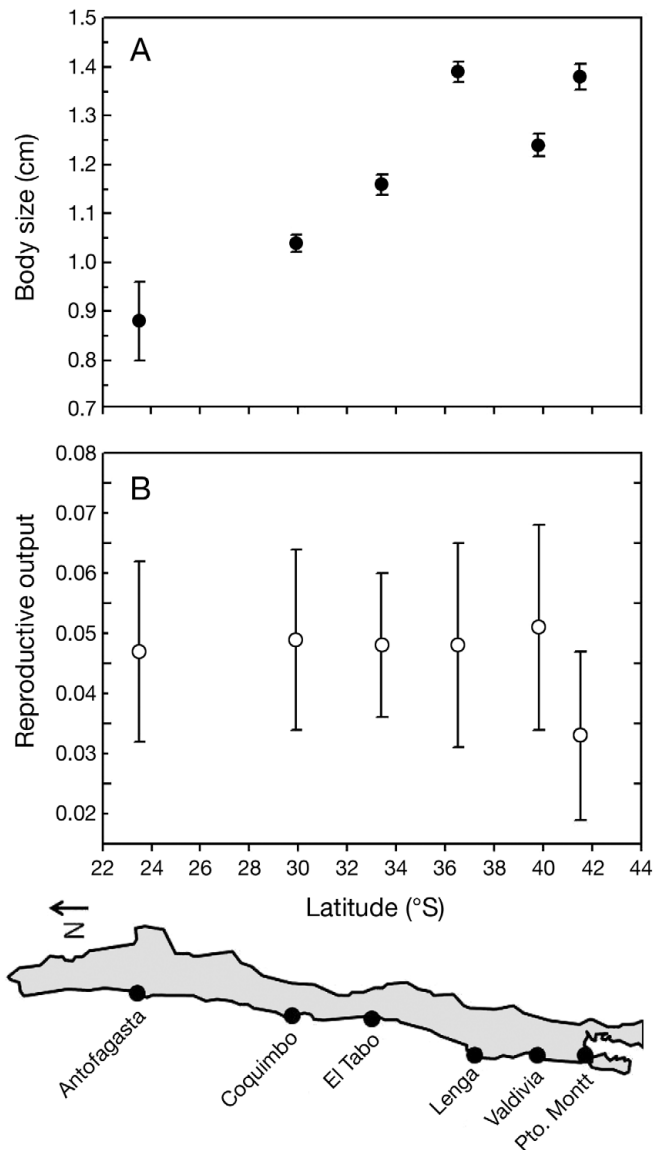 A
Body size (cm)
1.5
1.4
1.3
1.2
1.1
1.0
0.9
0.8
0.7
B
Reproductive output
0.08
0.07
0.06
0.05
0.04
0.03
0.02
22 24 26 28 30 32 34 36 38 40 42 44
Latitude (°S)
N
Antofagasta
Coquimbo
El Tabo
Lenga
Valdivia
Pto. Montt